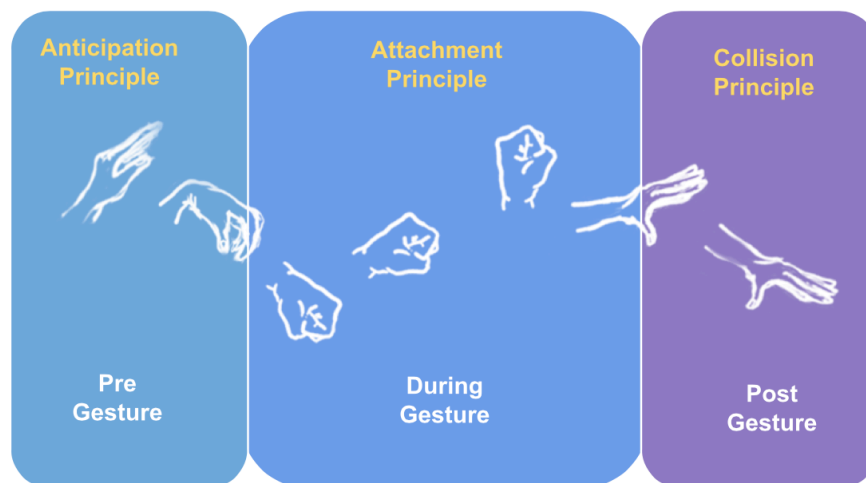 Anticipation
Principle
Attachment
Principle
Collision
Principle
Pre
Gesture
During
Gesture
Post
Gesture